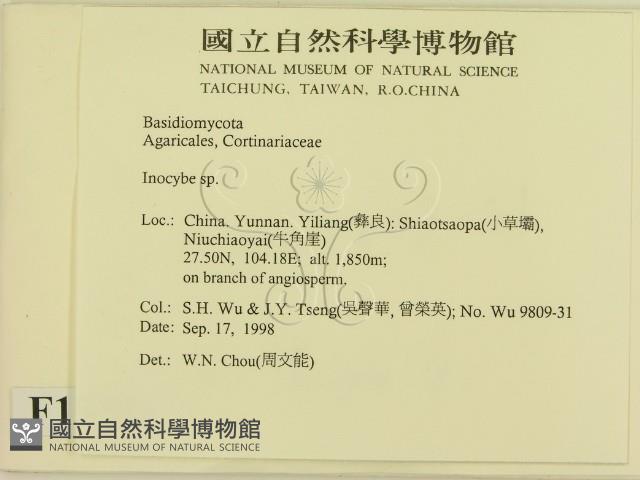 國立自然科學博物館
NATIONAL MUSEUM OF NATURAL SCIENCE
TAICHUNG, TAIWAN, R.O.CHINA
Basidiomycota
Agaricales, Cortinariaceae
Inocybe sp.
Loc.: China. Yunnan. Yiliang(彝良): Shiaotsaopa(小草壩),
Niuchiaoyai(牛角崖)
27.50N, 104.18E; alt. 1,850m;
on branch of angiosperm.
Col.: S.H. Wu & J.Y. Tseng(吳聲華, 曾榮英); No. Wu 9809-31
Date: Sep. 17, 1998
Det.: W.N. Chou(周文能)
國立自然科學博物館
NATIONAL MUSEUM OF NATURAL SCIENCE